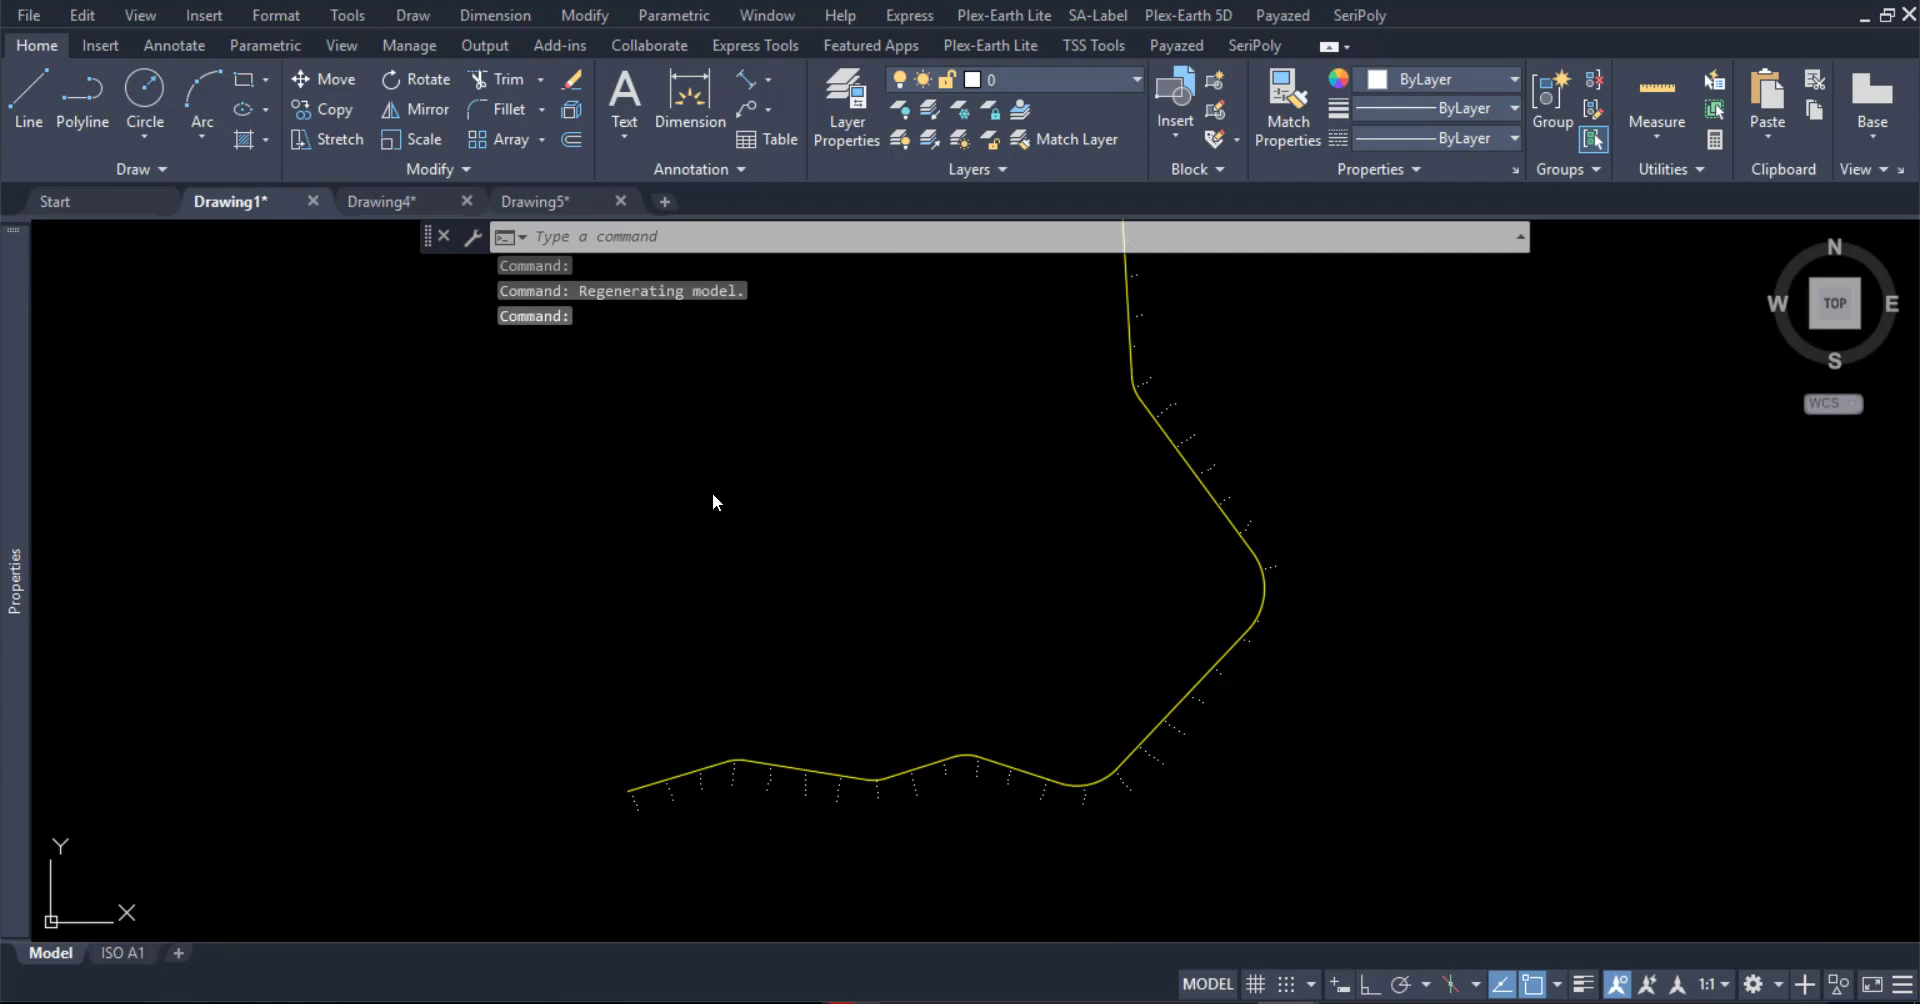 File Edit View Insert Format Tools Draw Dimension Modify Parametric Window Help Express Plex-Earth Lite SA-Label Plex-Earth 5D Payazed SeriPoly
Home Insert Annotate Parametric View Manage Output Add-ins Collaborate Express Tools Featured Apps Plex-Earth Lite TSS Tools Payazed SeriPoly
Line Polyline Circle Arc
Move Rotate Trim
Copy Mirror Fillet
Stretch Scale Array
Text Dimension Table
Layer Properties
0
Match Layer
Insert
Match Properties
ByLayer
ByLayer
ByLayer
Group
Measure
Paste
Base
Draw Modify Annotation Layers Block Properties Groups Utilities Clipboard View
Start Drawing1* Drawing4* Drawing5*
Type a command
Command:
Command: Regenerating model.
Command:
N
W TOP E
S
WCS
Properties
Y
X
Model ISO A1
MODEL 1:1